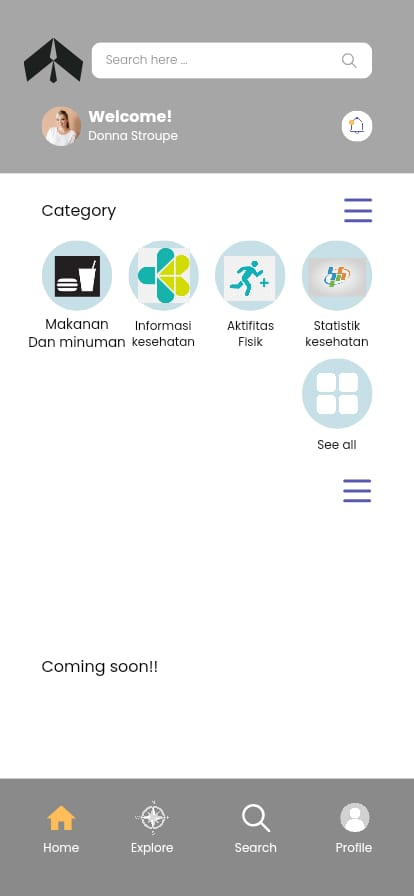 Search here ...
Welcome!
Donna Stroupe
Category
Makanan
Dan minuman
Informasi
kesehatan
Aktifitas
Fisik
Statistik
kesehatan
See all
Coming soon!!
Home
Explore
Search
Profile